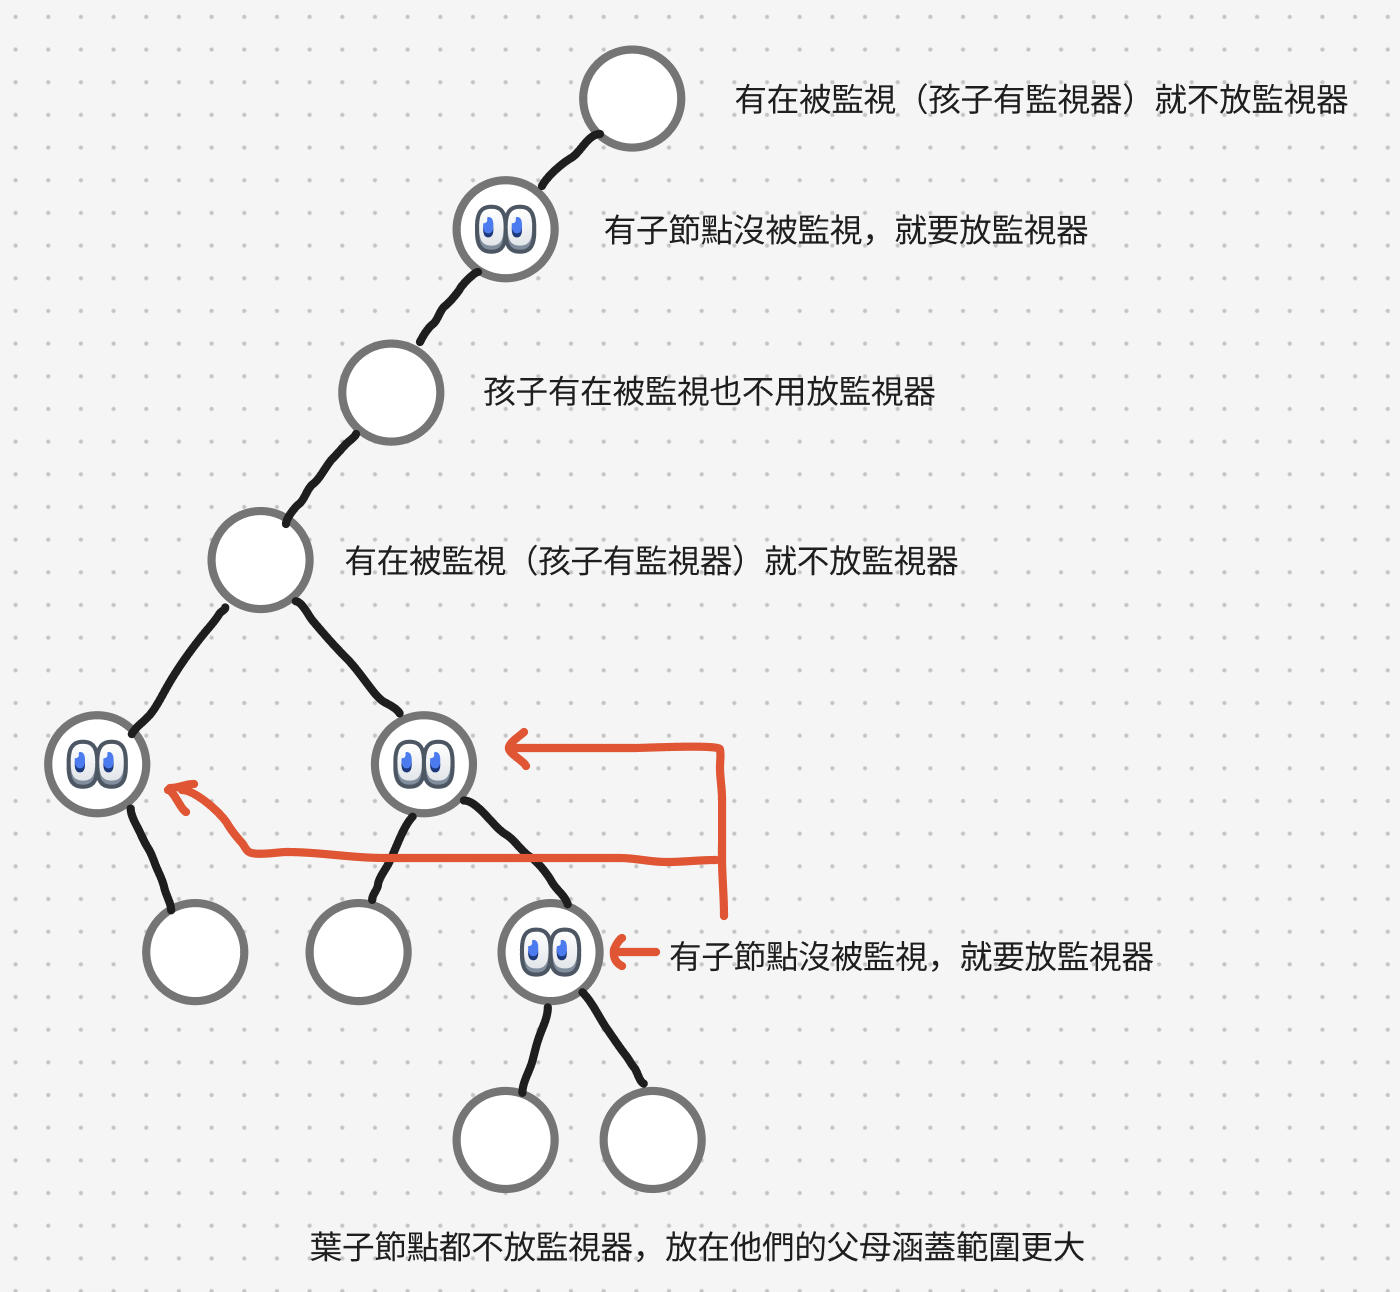 有在被監視（孩子有監視器）就不放監視器
有子節點沒被監視，就要放監視器
孩子有在被監視也不用放監視器
有在被監視（孩子有監視器）就不放監視器
有子節點沒被監視，就要放監視器
葉子節點都不放監視器，放在他們的父母涵蓋範圍更大